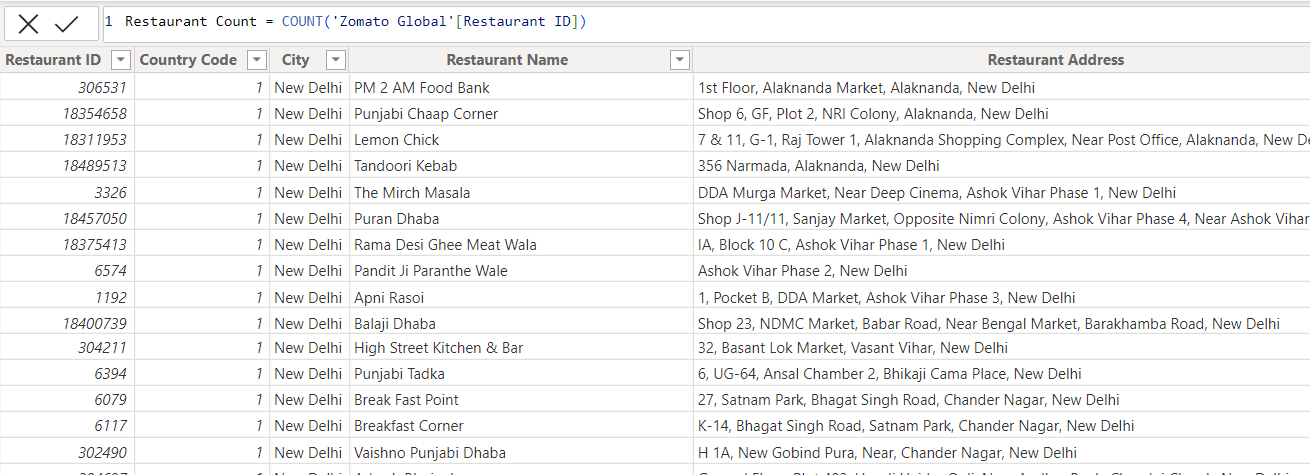 1 Restaurant Count = COUNT('Zomato Global'[Restaurant ID])
Restaurant ID Country Code City Restaurant Name Restaurant Address
306531 1 New Delhi PM 2 AM Food Bank 1st Floor, Alaknanda Market, Alaknanda, New Delhi
18354658 1 New Delhi Punjabi Chaap Corner Shop 6, GF, Plot 2, NRI Colony, Alaknanda, New Delhi
18311953 1 New Delhi Lemon Chick 7 & 11, G-1, Raj Tower 1, Alaknanda Shopping Complex, Near Post Office, Alaknanda, New De
18489513 1 New Delhi Tandoori Kebab 356 Narmada, Alaknanda, New Delhi
3326 1 New Delhi The Mirch Masala DDA Murga Market, Near Deep Cinema, Ashok Vihar Phase 1, New Delhi
18457050 1 New Delhi Puran Dhaba Shop J-11/11, Sanjay Market, Opposite Nimri Colony, Ashok Vihar Phase 4, Near Ashok Vihar
18375413 1 New Delhi Rama Desi Ghee Meat Wala IA, Block 10 C, Ashok Vihar Phase 1, New Delhi
6574 1 New Delhi Pandit Ji Paranthe Wale Ashok Vihar Phase 2, New Delhi
1192 1 New Delhi Apni Rasoi 1, Pocket B, DDA Market, Ashok Vihar Phase 3, New Delhi
18400739 1 New Delhi Balaji Dhaba Shop 23, NDMC Market, Babar Road, Near Bengal Market, Barakhamba Road, New Delhi
304211 1 New Delhi High Street Kitchen & Bar 32, Basant Lok Market, Vasant Vihar, New Delhi
6394 1 New Delhi Punjabi Tadka 6, UG-64, Ansal Chamber 2, Bhikaji Cama Place, New Delhi
6079 1 New Delhi Break Fast Point 27, Satnam Park, Bhagat Singh Road, Chander Nagar, New Delhi
6117 1 New Delhi Breakfast Corner K-14, Bhagat Singh Road, Satnam Park, Chander Nagar, New Delhi
302490 1 New Delhi Vaishno Punjabi Dhaba H 1A, New Gobind Pura, Near, Chander Nagar, New Delhi